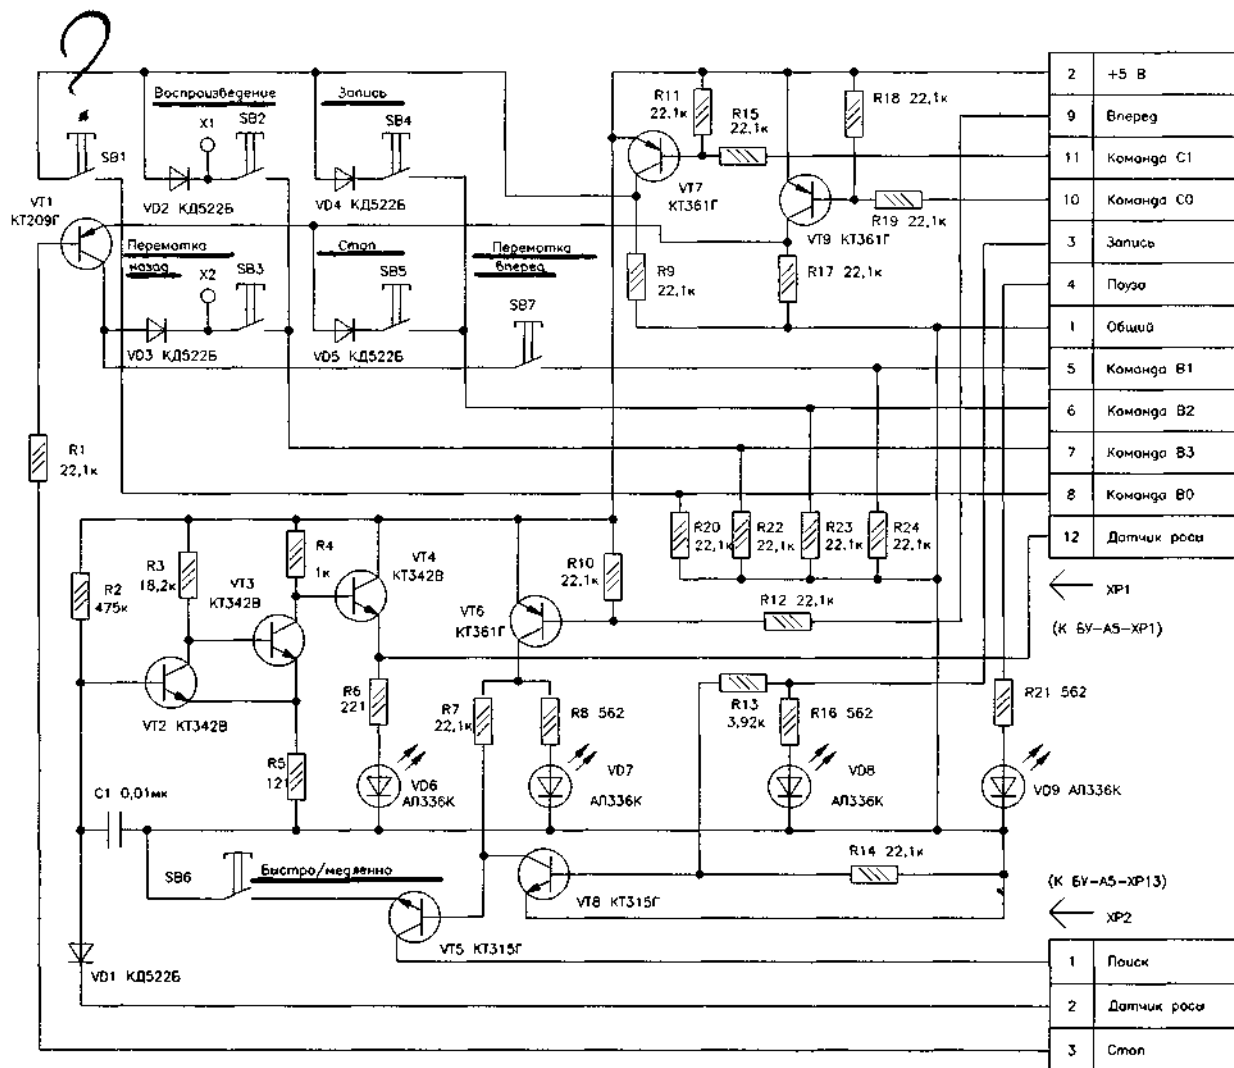 ?
2 +5 В
Воспроизведение
Запись
R11
22,1к
R15
22,1к
R18 22,1к
9 Вперед
X1
SB2
SB4
SB1
11 Команда С1
VT1
КТ209Г
VD2 КД522Б
VD4 КД522Б
VT7
КТ361Г
R19 22,1к
10 Команда С0
VT9 КТ361Г
Перемотка
назад
Стоп
Перемотка
вперед
3 Запись
X2
SB3
SB5
R9
22,1к
R17 22,1к
4 Пауза
SB7
1 Общий
VD3 КД522Б
VD5 КД522Б
5 Команда В1
6 Команда В2
R1
22,1к
7 Команда В3
8 Команда В0
R20
22,1к
R22
22,1к
R23
22,1к
R24
22,1к
12 Датчик росы
R4
1к
VT4
КТ342В
R3
18,2к
VT3
КТ342В
R10
22,1к
R2
475к
R12 22,1к
ХР1
VT6
КТ361Г
(К БУ-А5-ХР1)
R6
221
R7
22,1к
R8 562
R13
3,92к
R16 562
R21 562
VT2 КТ342В
R5
121
VD6
АЛ336К
VD7
АЛ336К
VD8
АЛ336К
VD9 АЛ336К
C1 0,01мк
R14 22,1к
SB6
Быстро/медленно
VT8 КТ315Г
(К БУ-А5-ХР13)
ХР2
VT5 КТ315Г
1 Поиск
VD1 КД522Б
2 Датчик росы
3 Стоп